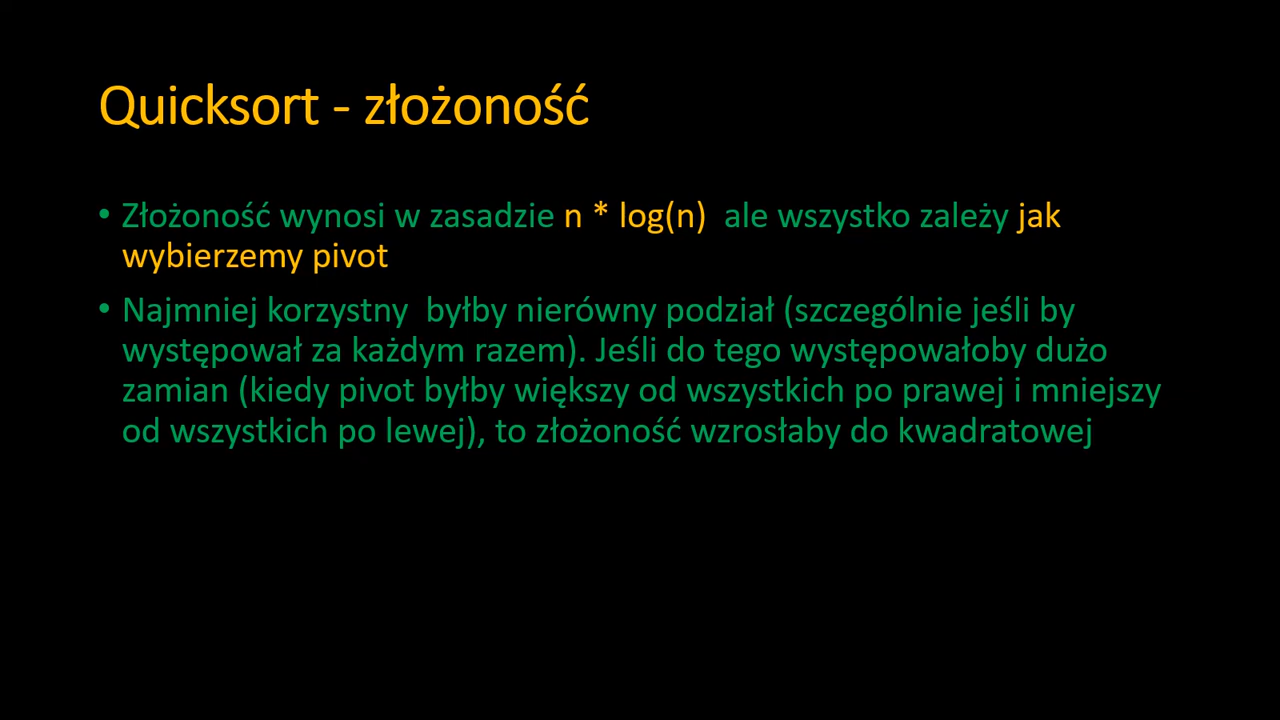 Quicksort - złożoność
• Złożoność wynosi w zasadzie n * log(n)  ale wszystko zależy jak
wybierzemy pivot
• Najmniej korzystny  byłby nierówny podział (szczególnie jeśli by
występował za każdym razem). Jeśli do tego występowałoby dużo
zamian (kiedy pivot byłby większy od wszystkich po prawej i mniejszy
od wszystkich po lewej), to złożoność wzrosłaby do kwadratowej